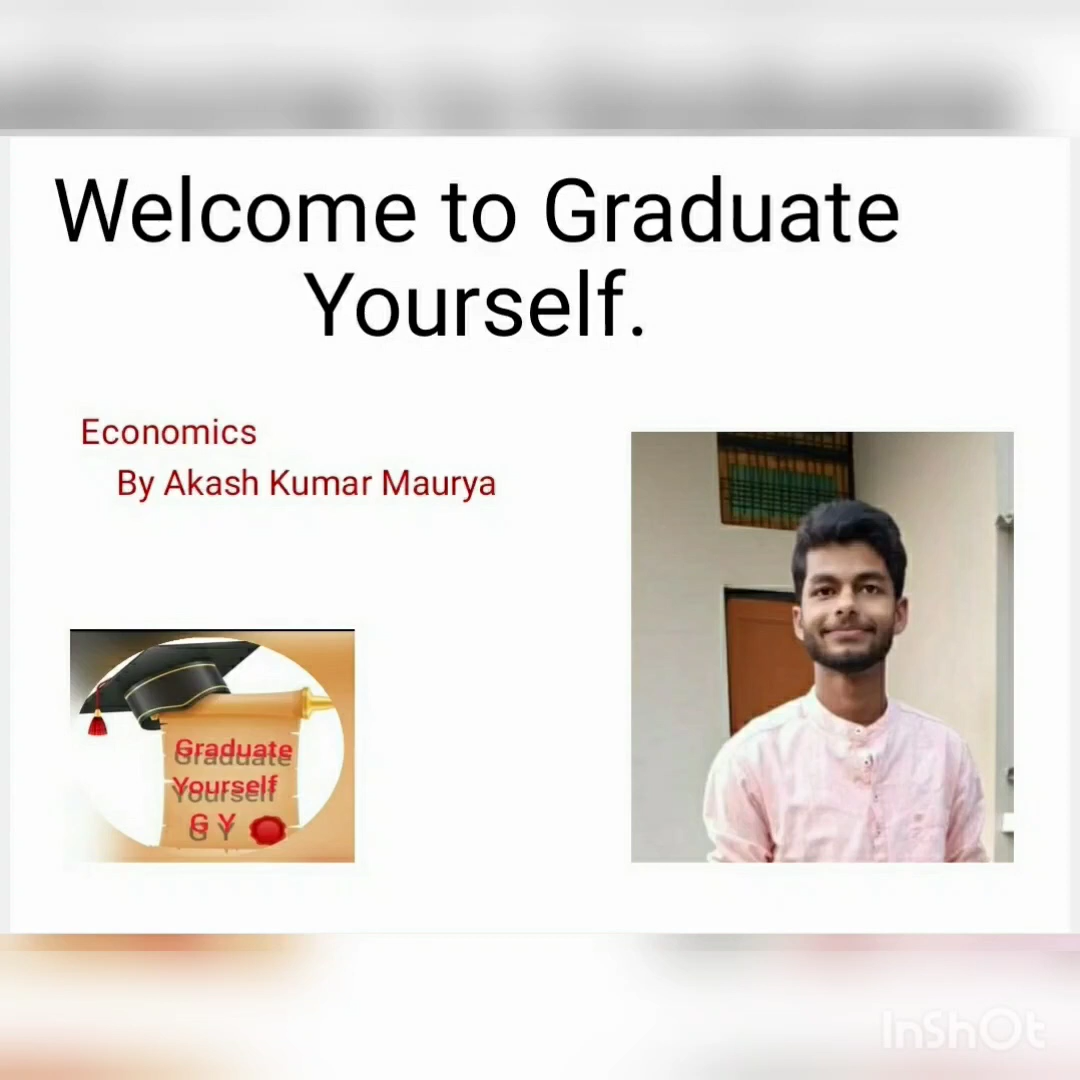 Welcome to Graduate
Yourself.
Economics
By Akash Kumar Maurya
Graduate
Yourself
G Y
InShOt